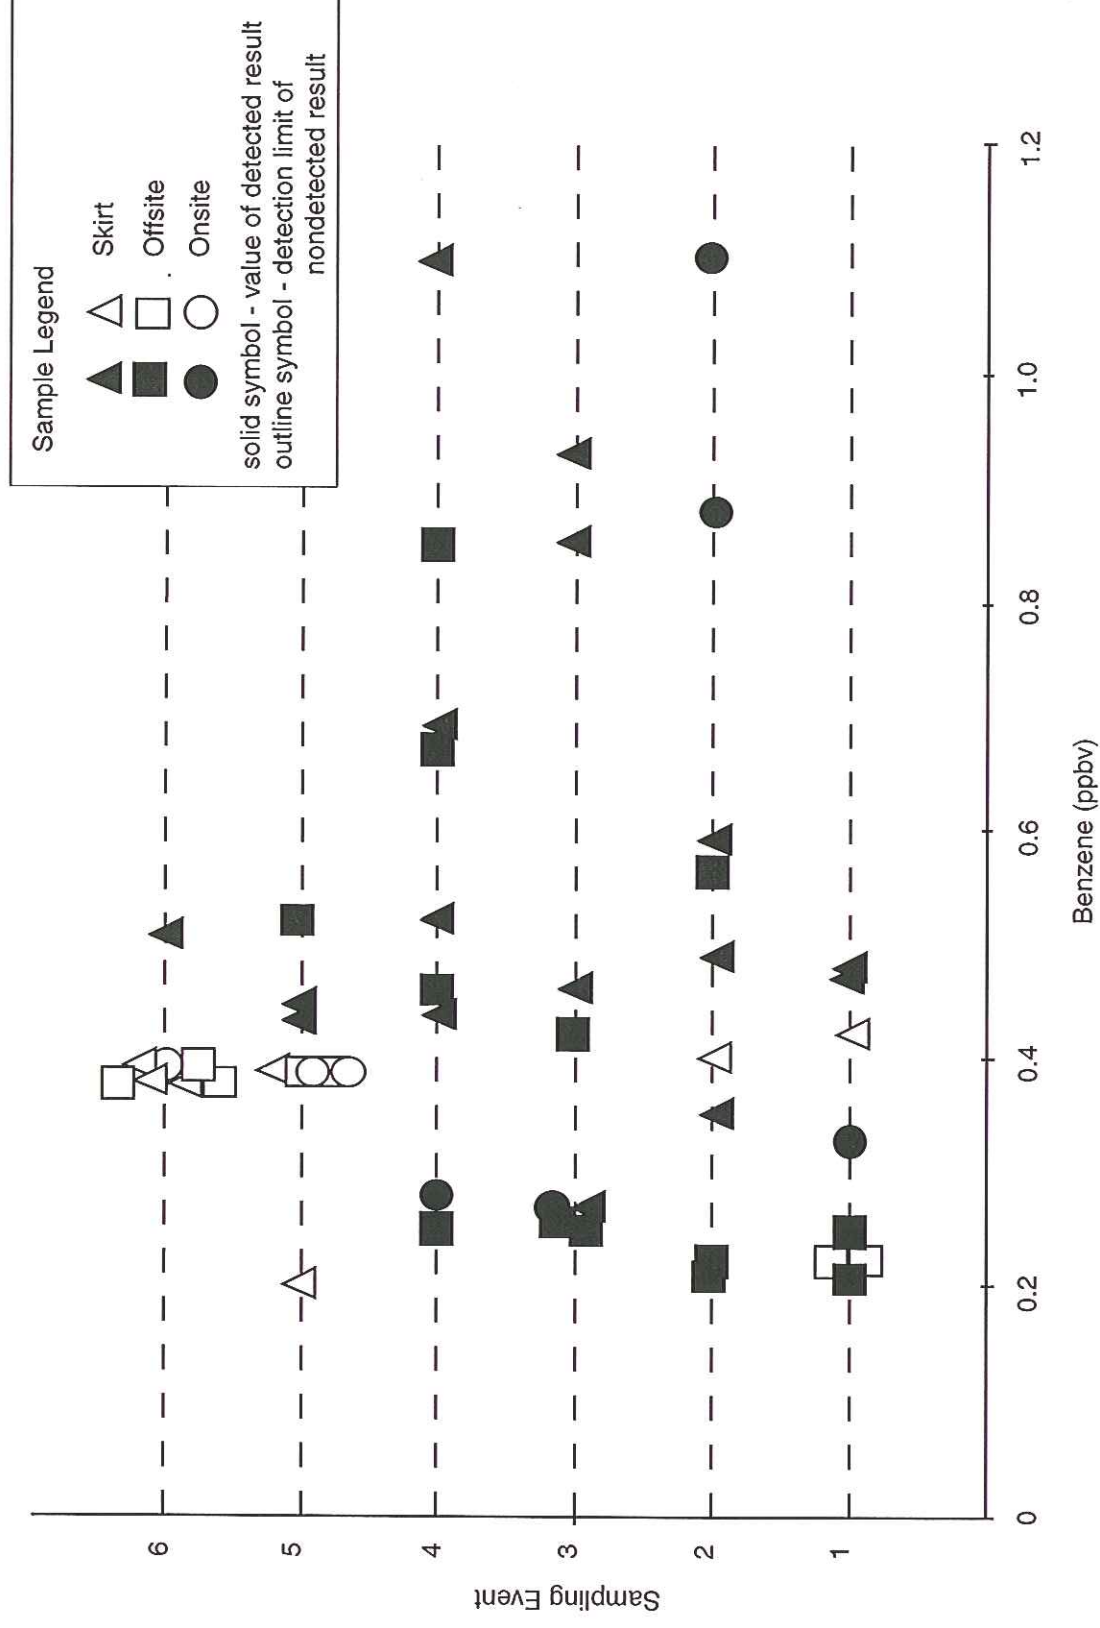 Sample Legend
Skirt
Offsite
Onsite
solid symbol - value of detected result
outline symbol - detection limit of
nondetected result
6
5
4
3
2
1
Sampling Event
0
0.2
0.4
0.6
0.8
1.0
1.2
Benzene (ppbv)